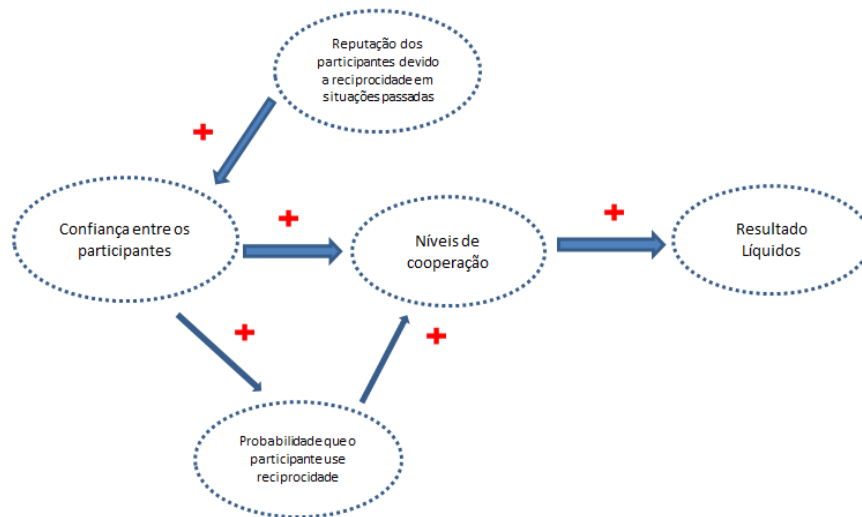 Reputação dos
participantes devido
a reciprocidade em
situações passadas
+
Confiança entre os
participantes
+
Níveis de
cooperação
+
Resultado
Líquidos
+
+
Probabilidade que o
participante use
reciprocidade